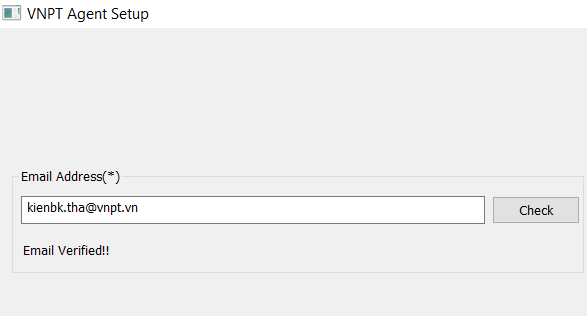 VNPT Agent Setup
Email Address(*)
kienbk.tha@vnpt.vn
Check
Email Verified!!